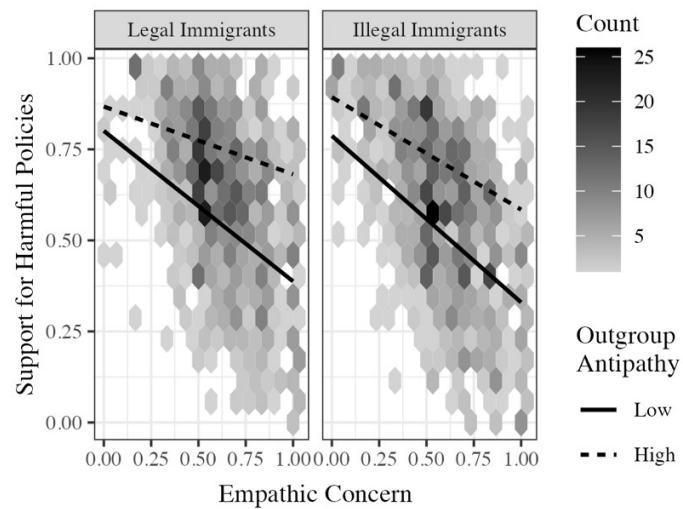 Legal Immigrants
Illegal Immigrants
Support for Harmful Policies
1.00
0.75
0.50
0.25
0.00
0.00 0.25 0.50 0.75 1.00
0.00 0.25 0.50 0.75 1.00
Empathic Concern
Count
25
20
15
10
5
Outgroup
Antipathy
Low
High